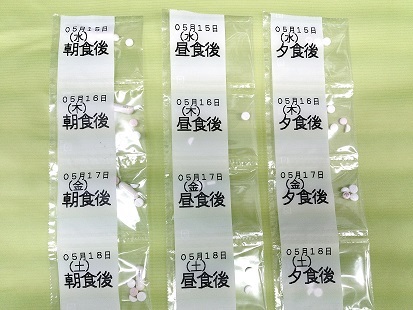 05月15日
(水)
朝食後
05月16日
(木)
朝食後
05月17日
(金)
朝食後
05月18日
(土)
朝食後
05月15日
(水)
昼食後
05月16日
(木)
昼食後
05月17日
(金)
昼食後
05月18日
(土)
昼食後
05月15日
(水)
夕食後
05月16日
(木)
夕食後
05月17日
(金)
夕食後
05月18日
(土)
夕食後